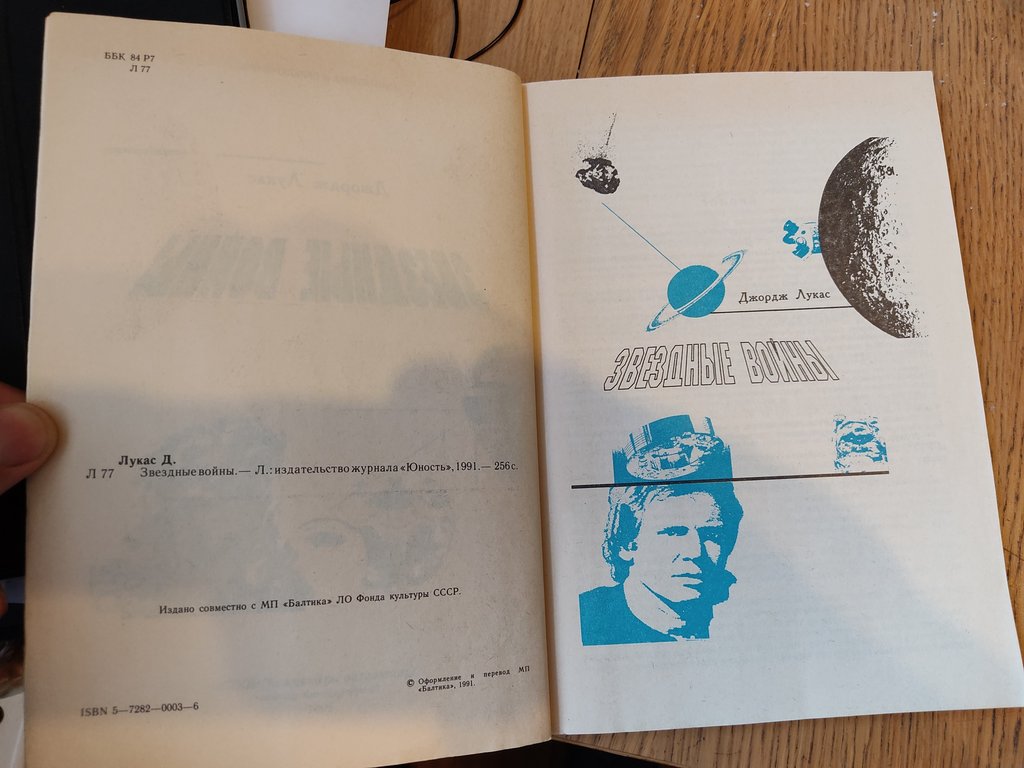 ББК 84 Р7
Л 77
Лукас Д.
Л 77 Звездные войны.— Л.: издательство журнала «Юность», 1991.— 256 с.
Издано совместно с МП «Балтика» ЛО Фонда культуры СССР.
© Оформление и перевод МП
«Балтика», 1991.
ISBN 5—7282—0003—6
Джордж Лукас
ЗВЕЗДНЫЕ ВОЙНЫ